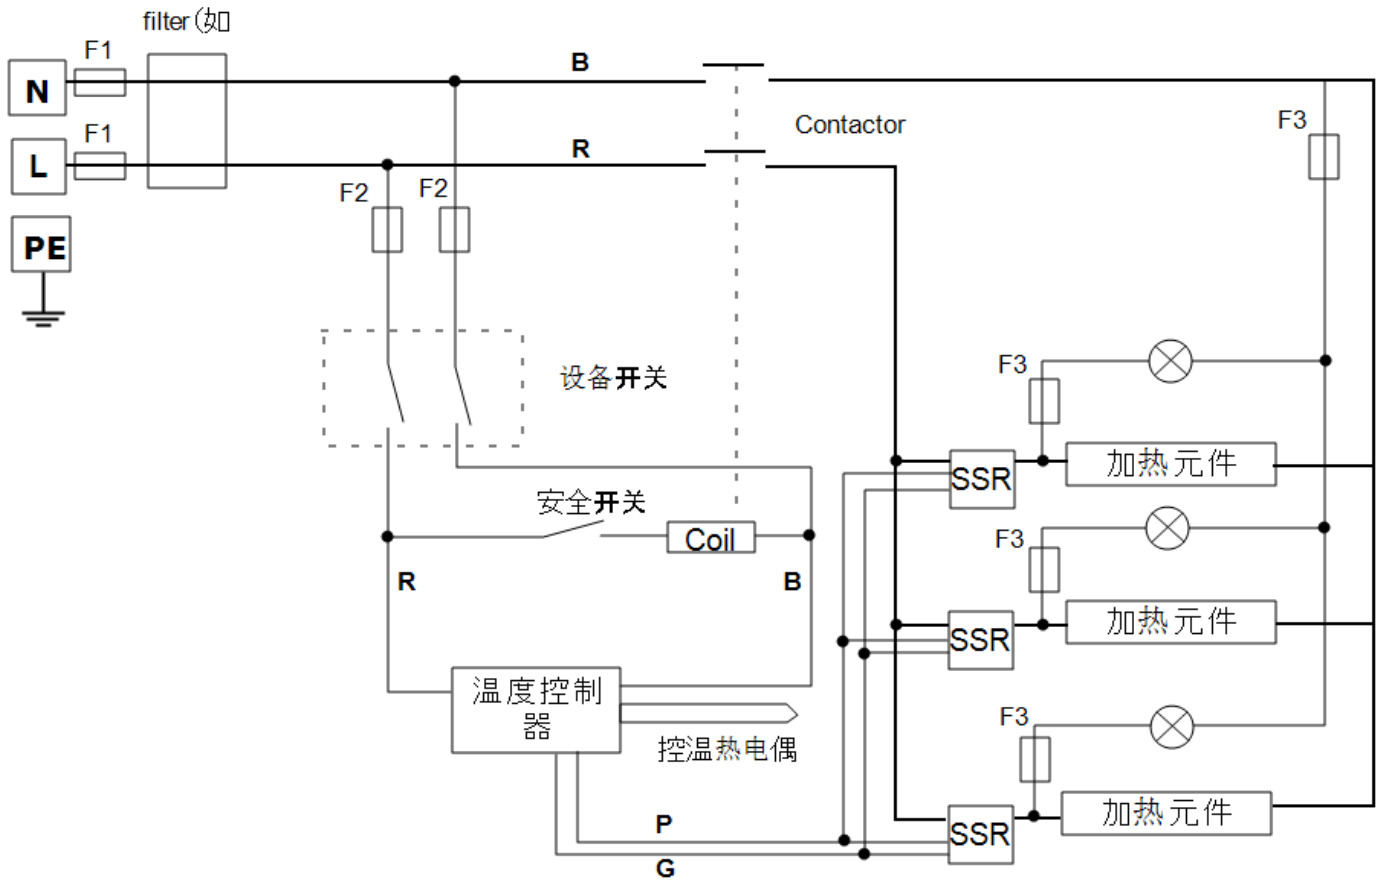 filter(如
F1
B
N
Contactor
F3
F1
R
L
F2
F2
PE
F3
设备开关
加热元件
SSR
安全开关
Coil
F3
R
B
加热元件
SSR
温度控制
器
F3
控温热电偶
加热元件
P
SSR
G